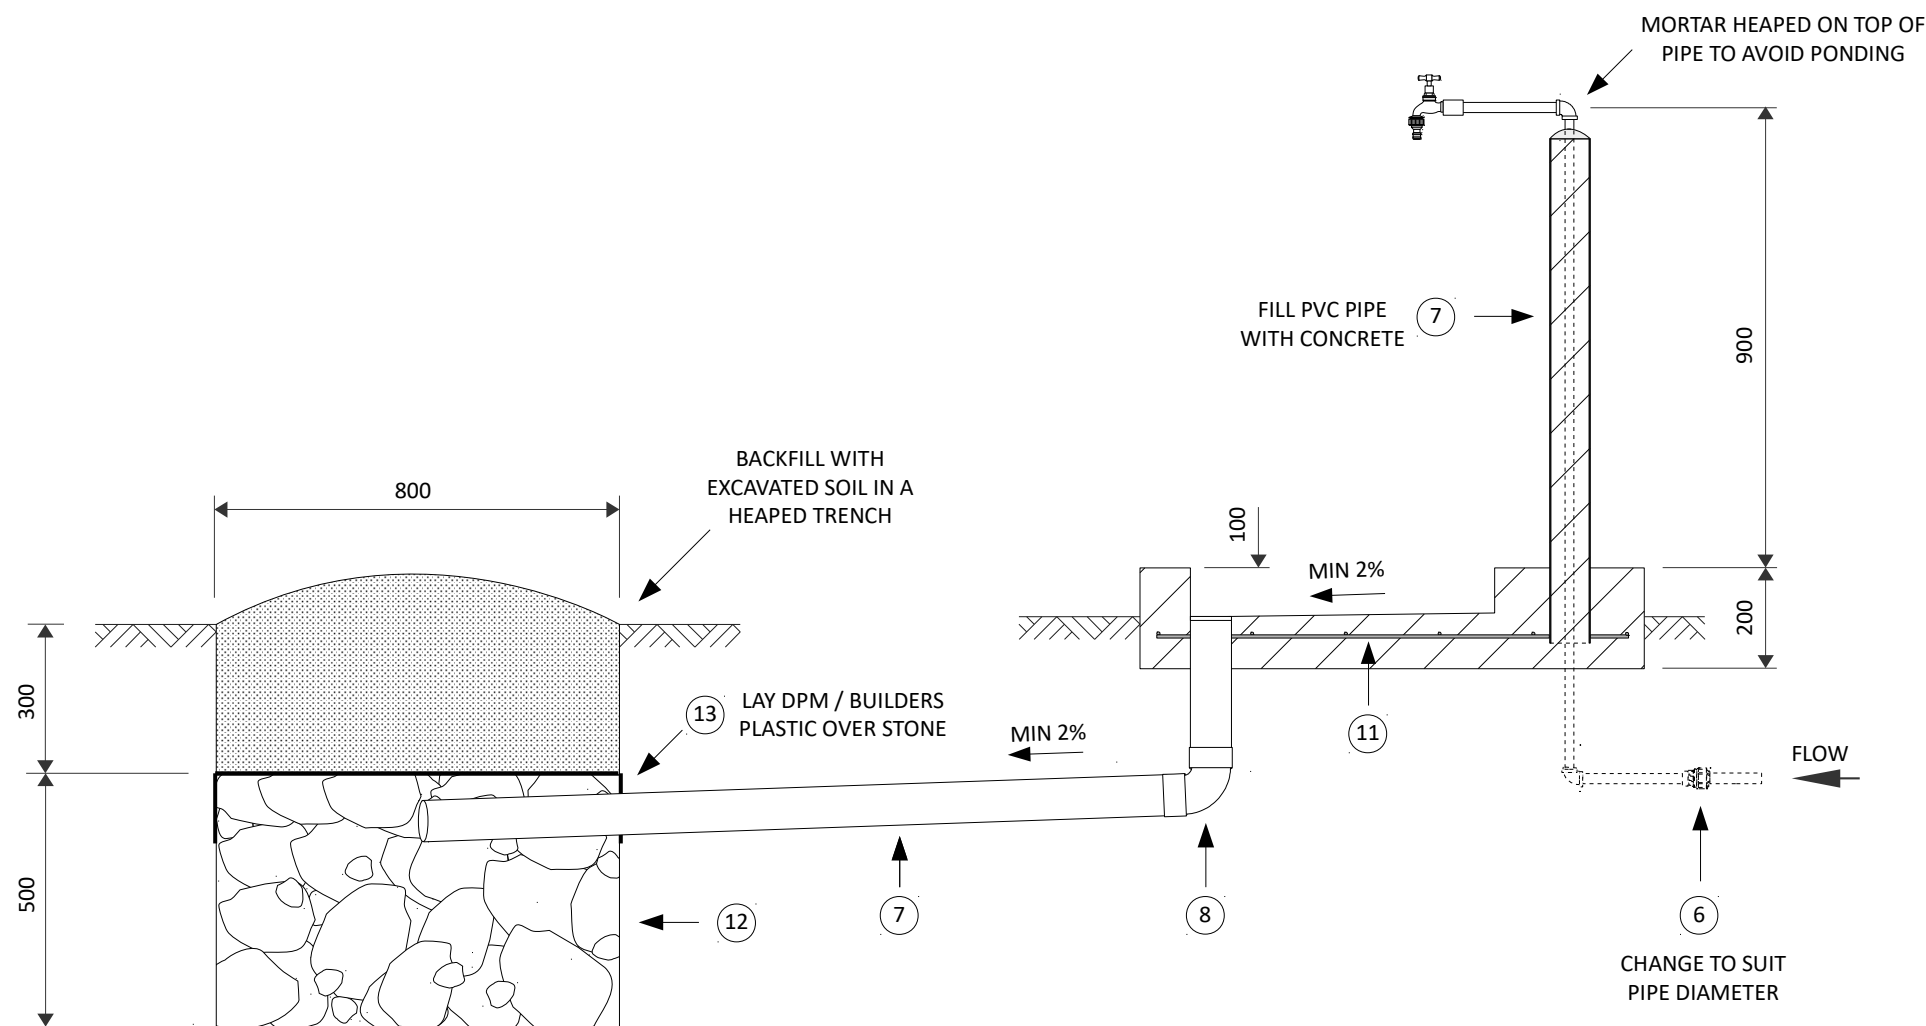 MORTAR HEAPED ON TOP OF
PIPE TO AVOID PONDING
FILL PVC PIPE
WITH CONCRETE
7
900
BACKFILL WITH
EXCAVATED SOIL IN A
HEAPED TRENCH
800
100
MIN 2%
200
300
13
LAY DPM / BUILDERS
PLASTIC OVER STONE
MIN 2%
11
FLOW
500
12
7
8
6
CHANGE TO SUIT
PIPE DIAMETER